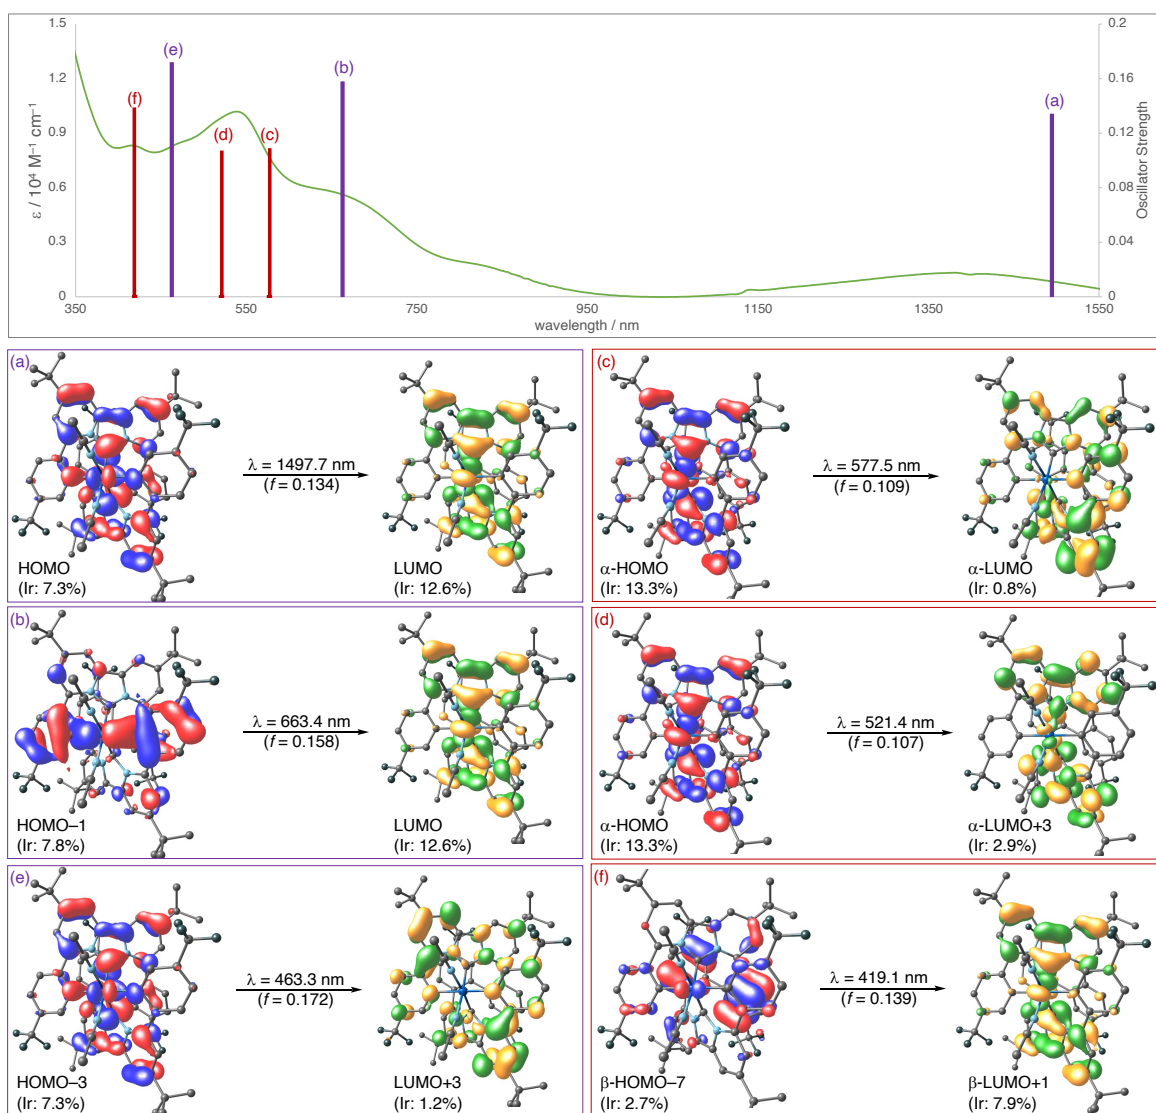 1.5
0.2
(e)
(b)
1.2
0.16
(f)
(a)
(d)
(c)
0.9
0.12
ε / 10⁴ M⁻¹ cm⁻¹
Oscillator Strength
0.6
0.08
0.3
0.04
0
0
350
550
750
950
1150
1350
1550
wavelength / nm
(a)
λ = 1497.7 nm
(f = 0.134)
HOMO
(Ir: 7.3%)
LUMO
(Ir: 12.6%)
(c)
λ = 577.5 nm
(f = 0.109)
α-HOMO
(Ir: 13.3%)
α-LUMO
(Ir: 0.8%)
(b)
λ = 663.4 nm
(f = 0.158)
HOMO–1
(Ir: 7.8%)
LUMO
(Ir: 12.6%)
(d)
λ = 521.4 nm
(f = 0.107)
α-HOMO
(Ir: 13.3%)
α-LUMO+3
(Ir: 2.9%)
(e)
λ = 463.3 nm
(f = 0.172)
HOMO–3
(Ir: 7.3%)
LUMO+3
(Ir: 1.2%)
(f)
λ = 419.1 nm
(f = 0.139)
β-HOMO–7
(Ir: 2.7%)
β-LUMO+1
(Ir: 7.9%)